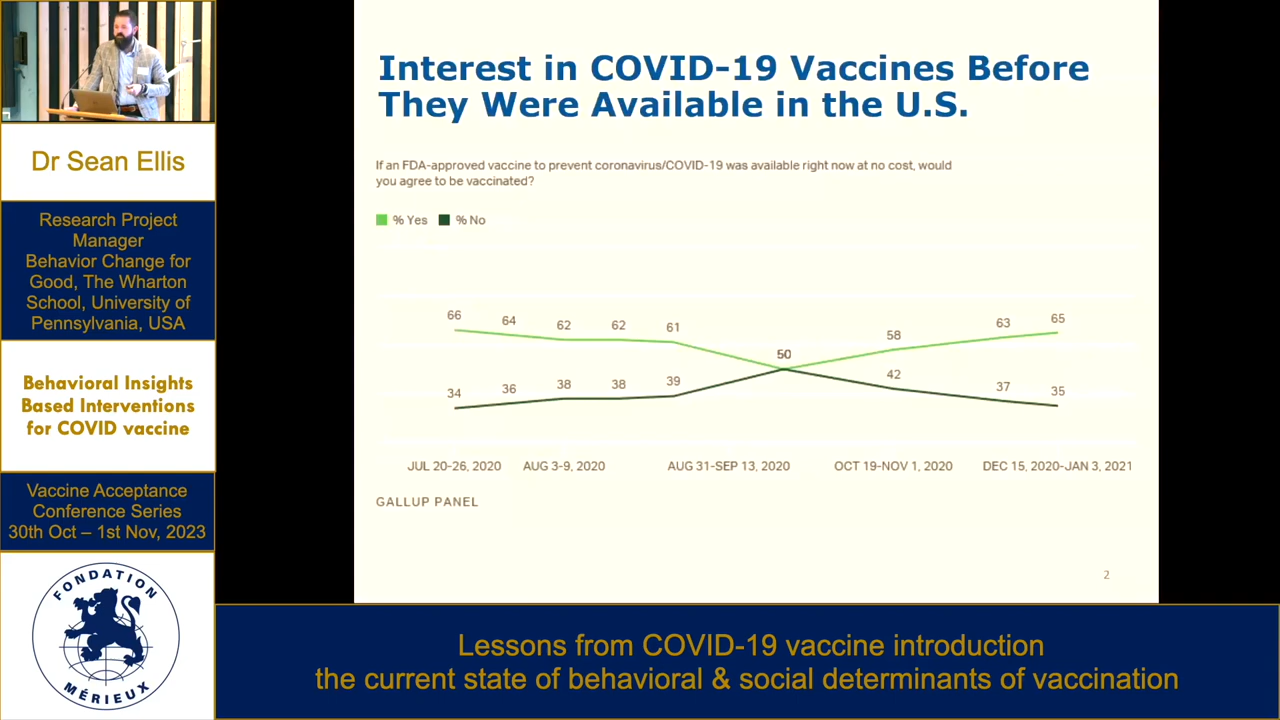 Dr Sean Ellis
Research Project
Manager
Behavior Change for
Good, The Wharton
School, University of
Pennsylvania, USA
Behavioral Insights
Based Interventions
for COVID vaccine
Vaccine Acceptance
Conference Series
30th Oct – 1st Nov, 2023
FONDATION
MÉRIEUX
Interest in COVID-19 Vaccines Before
They Were Available in the U.S.
If an FDA-approved vaccine to prevent coronavirus/COVID-19 was available right now at no cost, would
you agree to be vaccinated?
% Yes % No
66 64 62 62 61 50 58 63 65
34 36 38 38 39 42 37 35
JUL 20-26, 2020 AUG 3-9, 2020 AUG 31-SEP 13, 2020 OCT 19-NOV 1, 2020 DEC 15, 2020-JAN 3, 2021
GALLUP PANEL
2
Lessons from COVID-19 vaccine introduction
the current state of behavioral & social determinants of vaccination